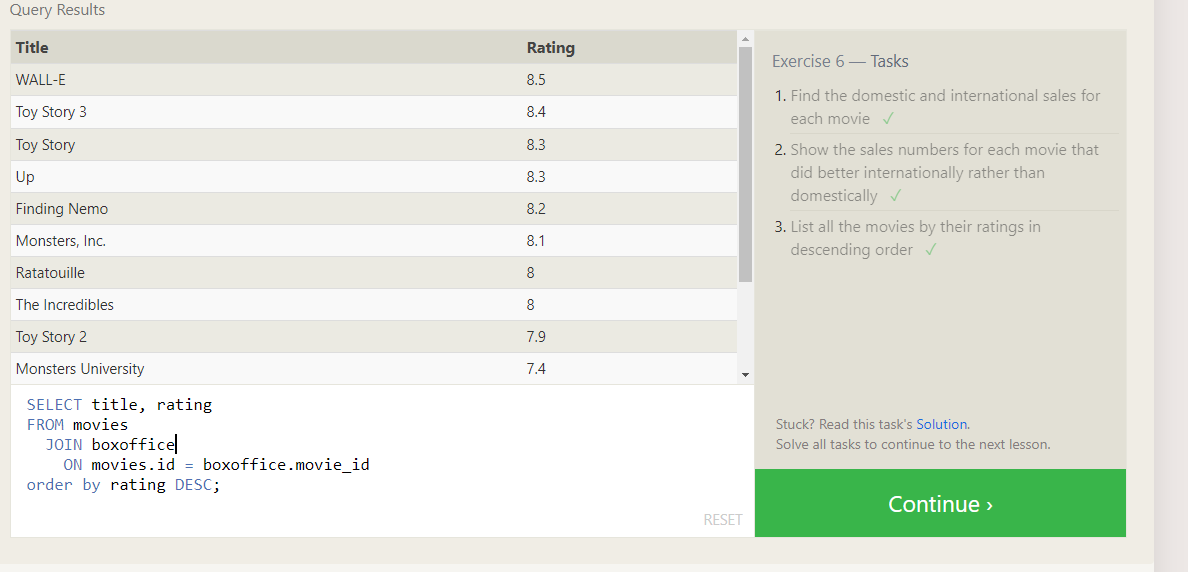 Query Results
Title Rating
WALL-E 8.5
Toy Story 3 8.4
Toy Story 8.3
Up 8.3
Finding Nemo 8.2
Monsters, Inc. 8.1
Ratatouille 8
The Incredibles 8
Toy Story 2 7.9
Monsters University 7.4
SELECT title, rating
FROM movies
JOIN boxoffice
ON movies.id = boxoffice.movie_id
order by rating DESC;
RESET
Exercise 6 — Tasks
1. Find the domestic and international sales for
each movie ✓
2. Show the sales numbers for each movie that
did better internationally rather than
domestically ✓
3. List all the movies by their ratings in
descending order ✓
Stuck? Read this task's Solution.
Solve all tasks to continue to the next lesson.
Continue ›